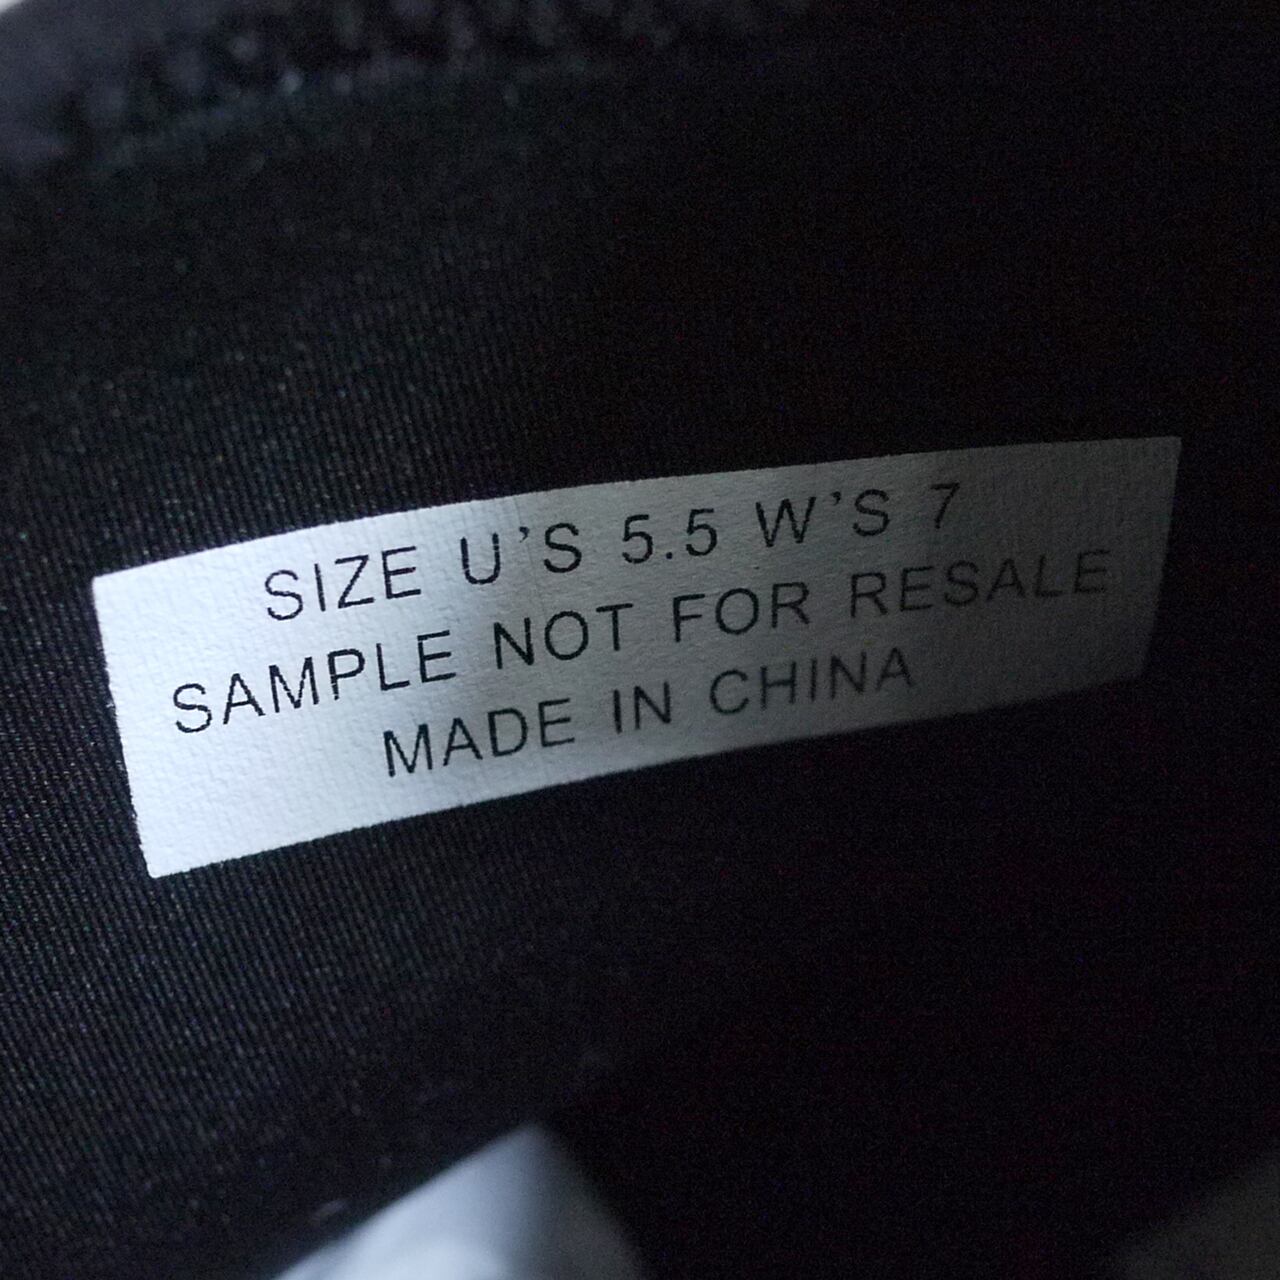 SIZE U'S 5.5 W'S 7
SAMPLE NOT FOR RESALE
MADE IN CHINA